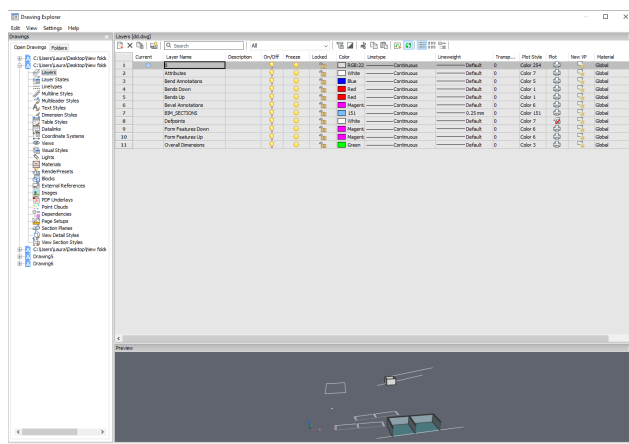 Drawing Explorer
Edit View Settings Help
Drawings
Open Drawings Folders
C:\Users\Laura\Desktop\New fold
C:\Users\Laura\Desktop\New fold
Layers
Layer States
Linetypes
Multiline Styles
Multileader Styles
Text Styles
Dimension Styles
Table Styles
Datalinks
Coordinate Systems
Views
Visual Styles
Lights
Materials
RenderPresets
Blocks
External References
Images
PDF Underlays
Point Clouds
Dependencies
Page Setups
Section Planes
View Detail Styles
View Section Styles
C:\Users\Laura\Desktop\New fold
Drawing5
Drawing6
Layers [dd.dwg]
Search All
Current Layer Name Description On/Off Freeze Locked Color Linetype Lineweight Transp... Plot Style Plot New VP Material
1 RGB:22 Continuous Default 0 Color 254 Global
2 Attributes White Continuous Default 0 Color 7 Global
3 Bend Annotations Blue Continuous Default 0 Color 5 Global
4 Bends Down Red Continuous Default 0 Color 1 Global
5 Bends Up Red Continuous Default 0 Color 1 Global
6 Bevel Annotations Magent Continuous Default 0 Color 6 Global
7 BIM_SECTIONS 151 Continuous 0.25 mm 0 Color 151 Global
8 Defpoints White Continuous Default 0 Color 7 Global
9 Form Features Down Magent Continuous Default 0 Color 6 Global
10 Form Features Up Magent Continuous Default 0 Color 6 Global
11 Overall Dimensions Green Continuous Default 0 Color 3 Global
Preview